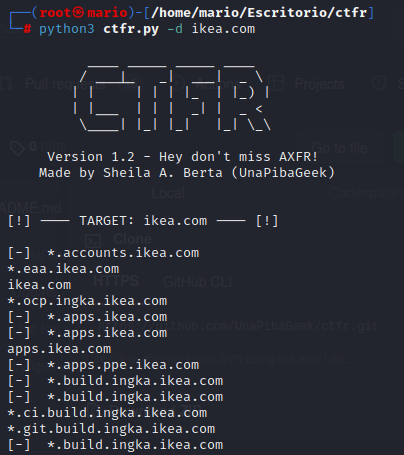 (root㉿mario)-[/home/mario/Escritorio/ctfr]
# python3 ctfr.py -d ikea.com
CTFR
Version 1.2 - Hey don't miss AXFR!
Made by Sheila A. Berta (UnaPibaGeek)
[!] ---- TARGET: ikea.com ---- [!]
[-]  *.accounts.ikea.com
*.eaa.ikea.com
ikea.com
*.ocp.ingka.ikea.com
[-]  *.apps.ikea.com
[-]  *.apps.ikea.com
apps.ikea.com
[-]  *.apps.ppe.ikea.com
[-]  *.build.ingka.ikea.com
[-]  *.build.ingka.ikea.com
*.ci.build.ingka.ikea.com
*.git.build.ingka.ikea.com
[-]  *.build.ingka.ikea.com